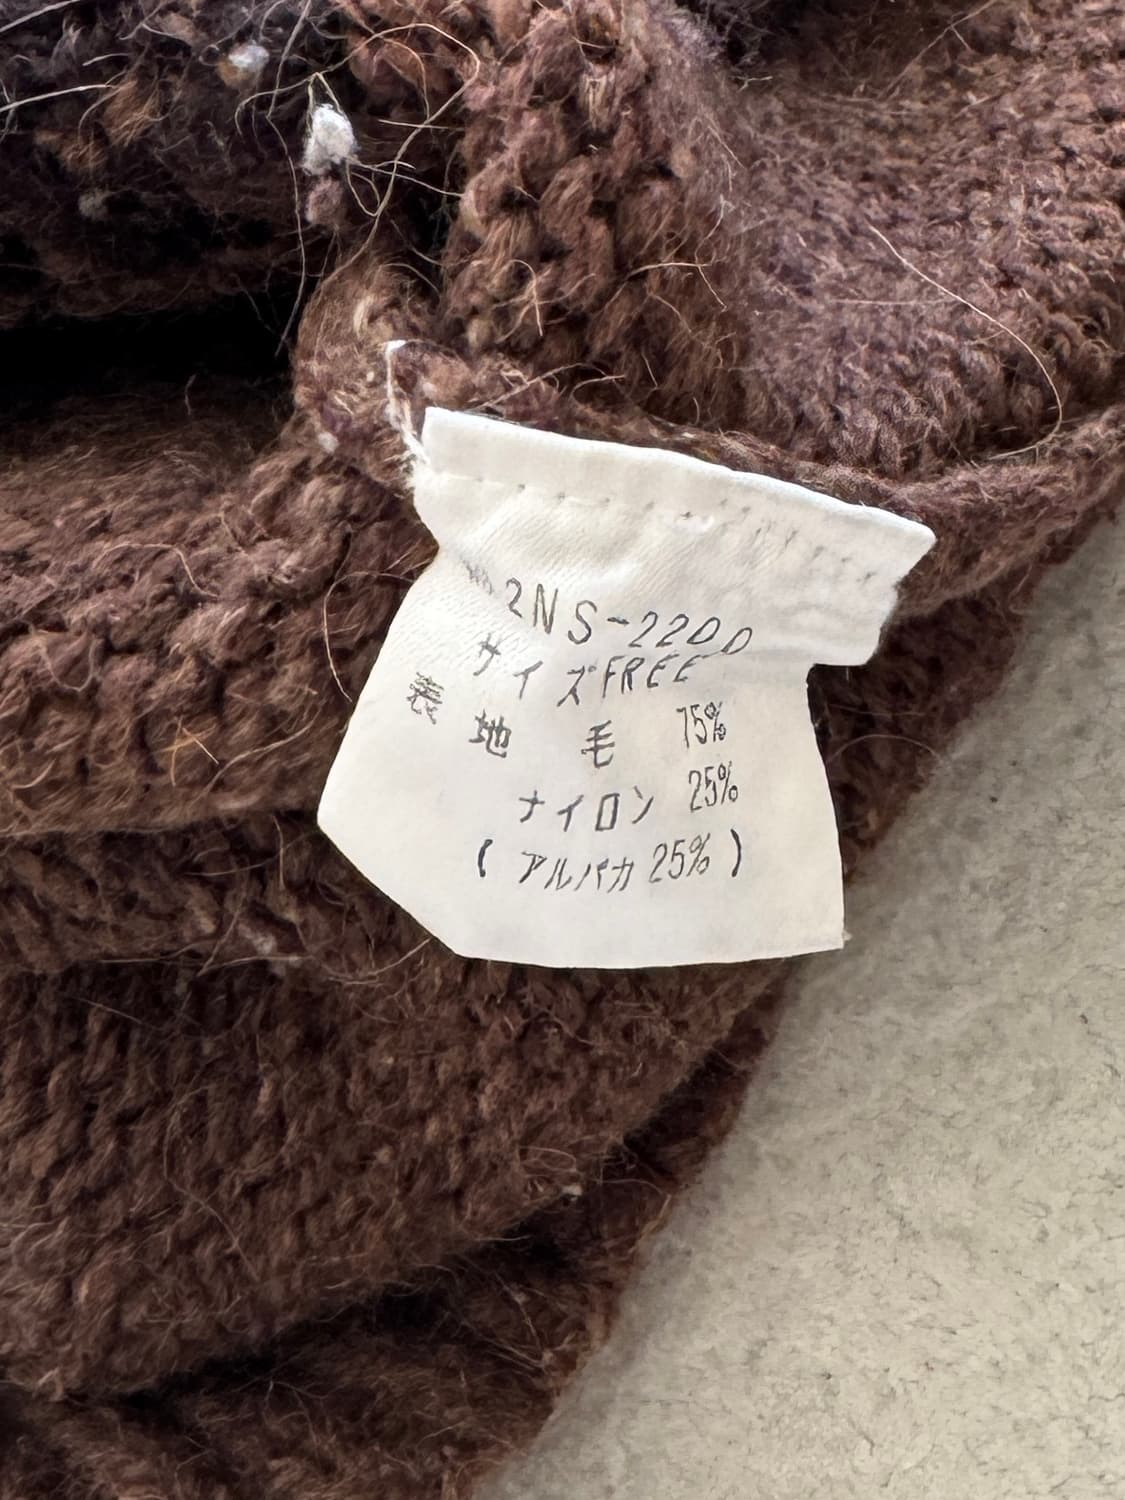 2NS-2200
サイズFREE
表地 毛 75%
ナイロン 25%
(アルパカ 25%)